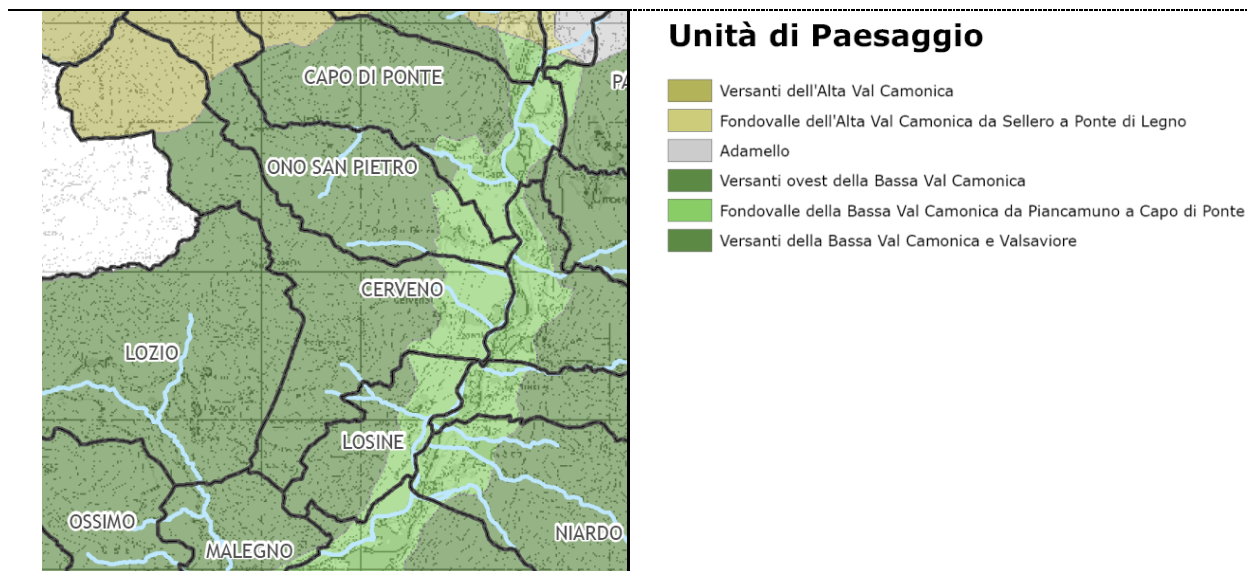 Unità di Paesaggio
Versanti dell'Alta Val Camonica
Fondovalle dell'Alta Val Camonica da Sellero a Ponte di Legno
Adamello
Versanti ovest della Bassa Val Camonica
Fondovalle della Bassa Val Camonica da Piancamuno a Capo di Ponte
Versanti della Bassa Val Camonica e Valsaviore
CAPO DI PONTE
PA
ONO SAN PIETRO
CERVENO
LOZIO
LOSINE
OSSIMO
MALEGNO
NIARDO